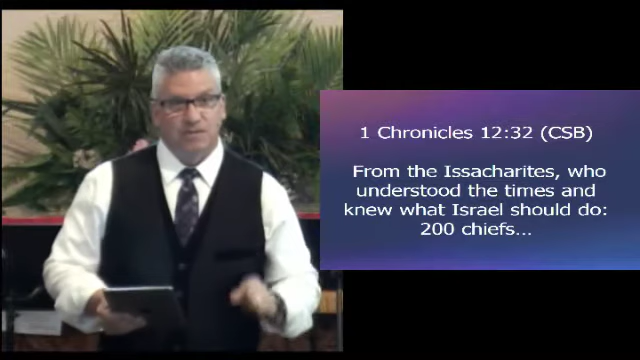 1 Chronicles 12:32 (CSB)
From the Issacharites, who
understood the times and
knew what Israel should do:
200 chiefs...